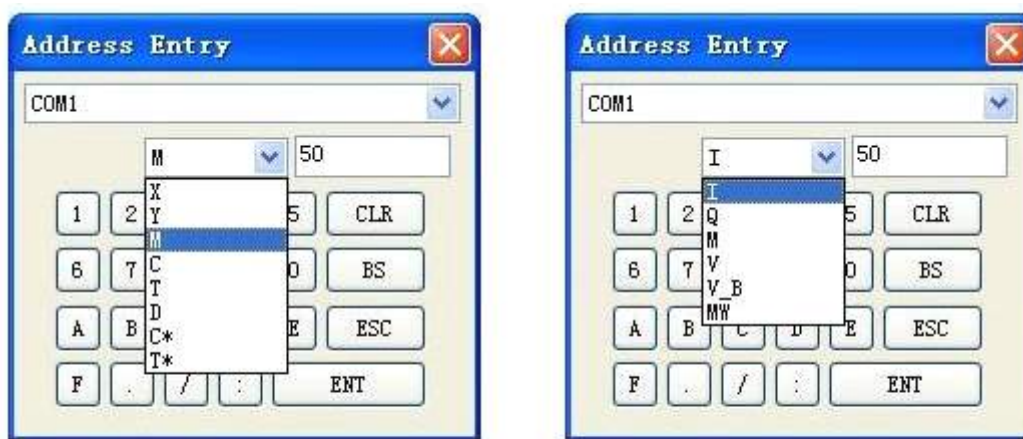 Address Entry
COM1
M 50
X
Y
M
C
T
D
C*
T*
1 2 5 CLR
6 7 0 BS
A B E ESC
F . / : ENT
Address Entry
COM1
I 50
I
Q
M
V
V_B
MW
1 2 5 CLR
6 7 0 BS
A B C D E ESC
F . / : ENT